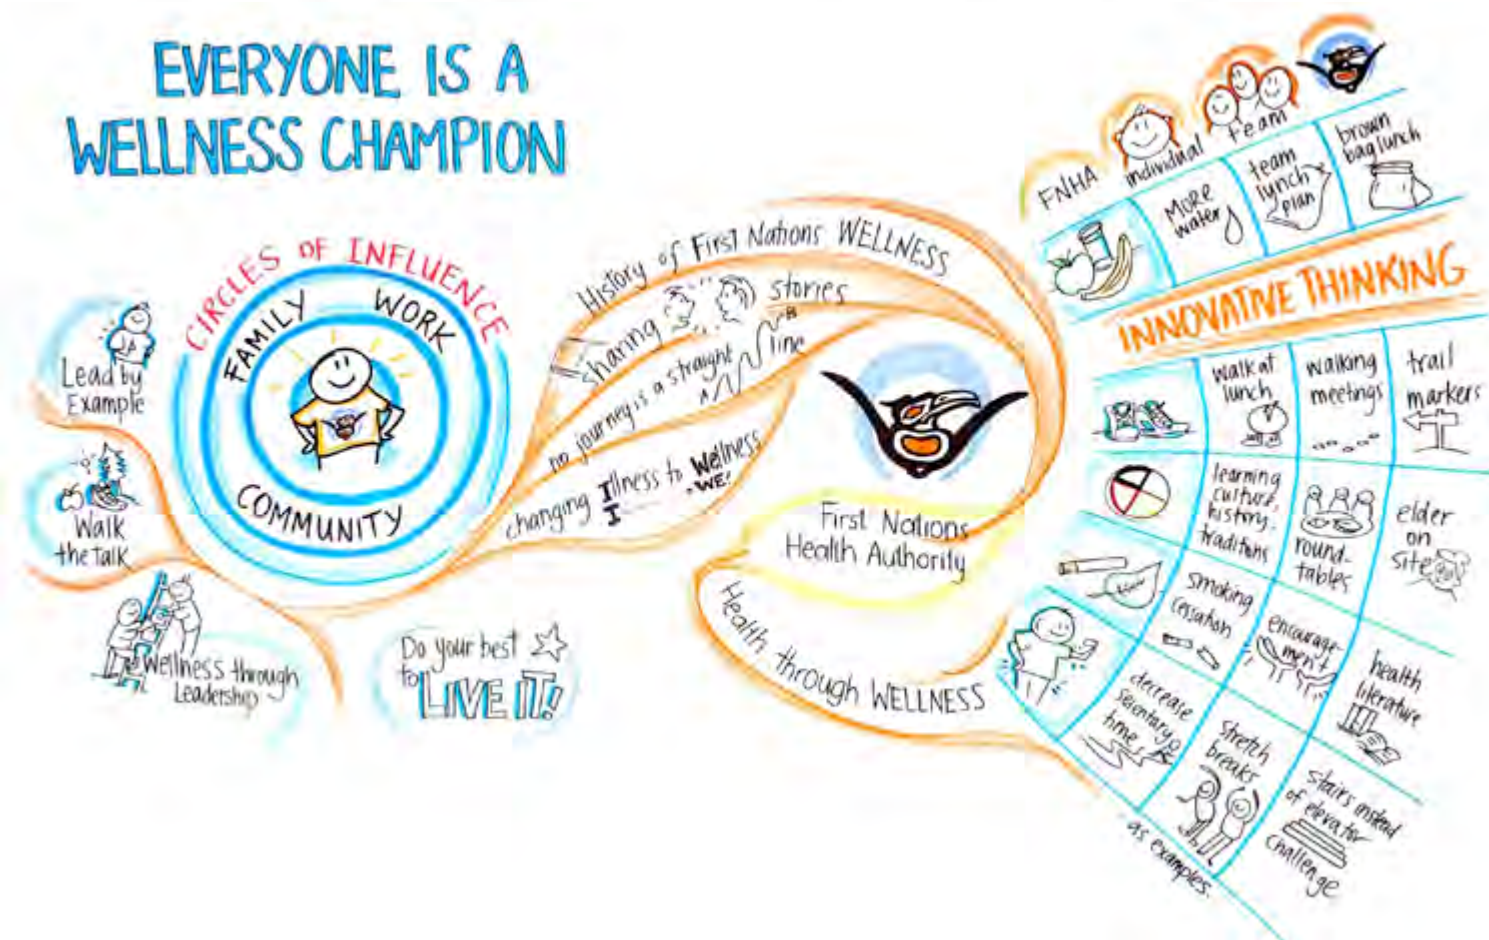 EVERYONE IS A
WELLNESS CHAMPION
CIRCLES OF INFLUENCE
FAMILY
WORK
COMMUNITY
Lead by
Example
Walk
the talk
Wellness through
Leadership
Do your best
to LIVE IT!
History of First Nations WELLNESS
sharing stories
no journey is a straight line
A
B
changing Illness to Wellness
I
WE!
First Nations
Health Authority
Health through WELLNESS
FNHA
individual
team
MORE
water
team
lunch
plan
brown
bag lunch
INNOVATIVE THINKING
walk at
lunch
walking
meetings
trail
markers
learning
culture,
history,
traditions
round-
tables
elder
on
site
smoking
cessation
encourage-
ment
health
literature
decrease
sesentary
time
stretch
breaks
stairs instead
of elevator
challenge
as examples.